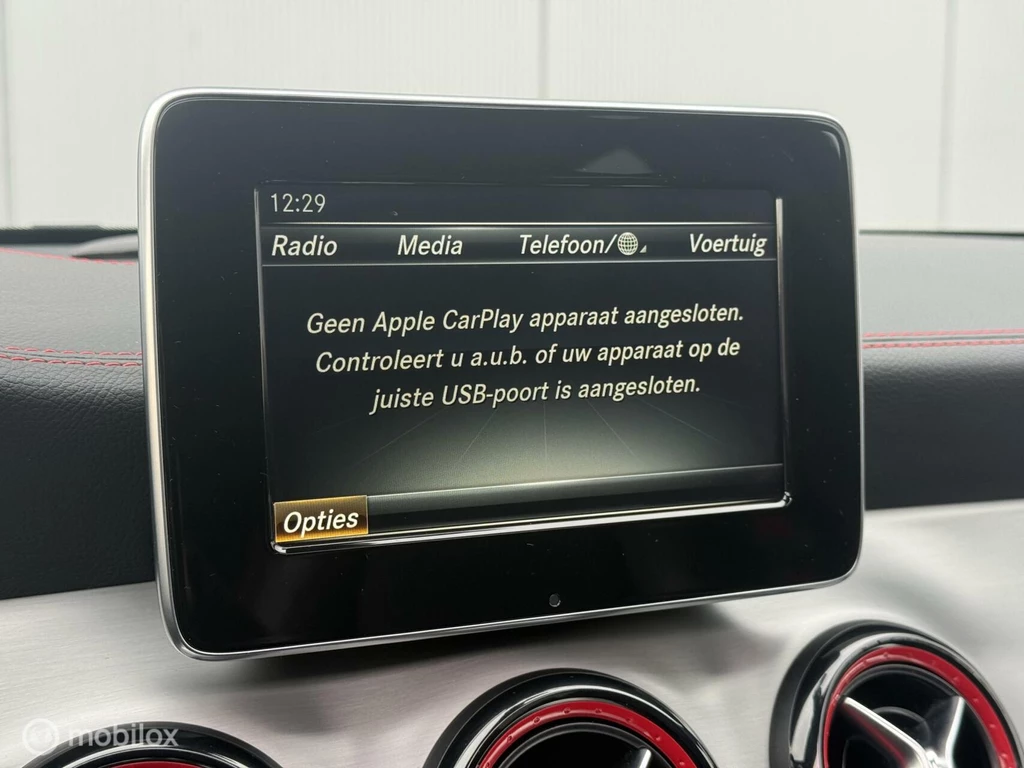 12:29
Radio Media Telefoon/ Voertuig
Geen Apple CarPlay apparaat aangesloten.
Controleert u a.u.b. of uw apparaat op de
juiste USB-poort is aangesloten.
Opties
mobilox